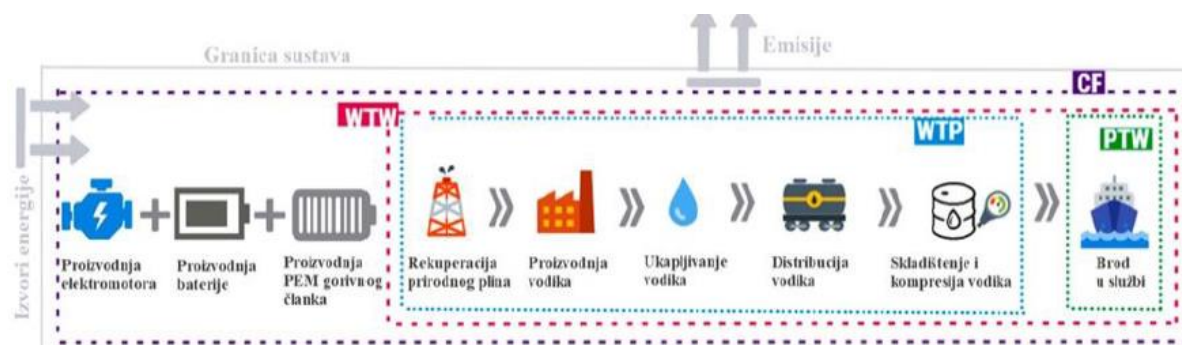 Granica sustava
Emisije
CF
WTW
WTP
PTW
Izvori energije
Proizvodnja
elektromotora
Proizvodnja
baterije
Proizvodnja
PEM gorivnog
članka
Rekuperacija
prirodnog plina
Proizvodnja
vodika
Ukapljivanje
vodika
Distribucija
vodika
Skladištenje i
kompresija vodika
Brod
u službi